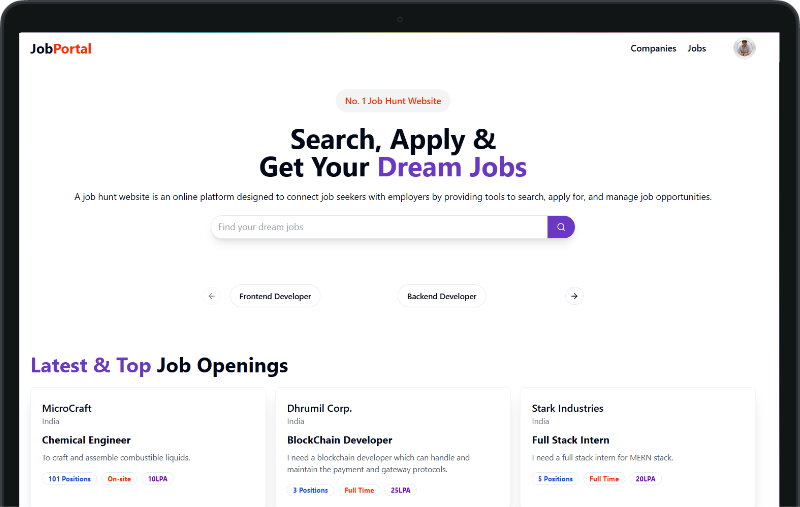 JobPortal
Companies Jobs
No. 1 Job Hunt Website
Search, Apply &
Get Your Dream Jobs
A job hunt website is an online platform designed to connect job seekers with employers by providing tools to search, apply for, and manage job opportunities.
Find your dream jobs
Frontend Developer Backend Developer
Latest & Top Job Openings
MicroCraft
India
Chemical Engineer
To craft and assemble combustible liquids.
101 Positions On-site 10LPA
Dhrumil Corp.
India
BlockChain Developer
I need a blockchain developer which can handle and
maintain the payment and gateway protocols.
3 Positions Full Time 25LPA
Stark Industries
India
Full Stack Intern
I need a full stack intern for MERN stack.
5 Positions Full Time 20LPA